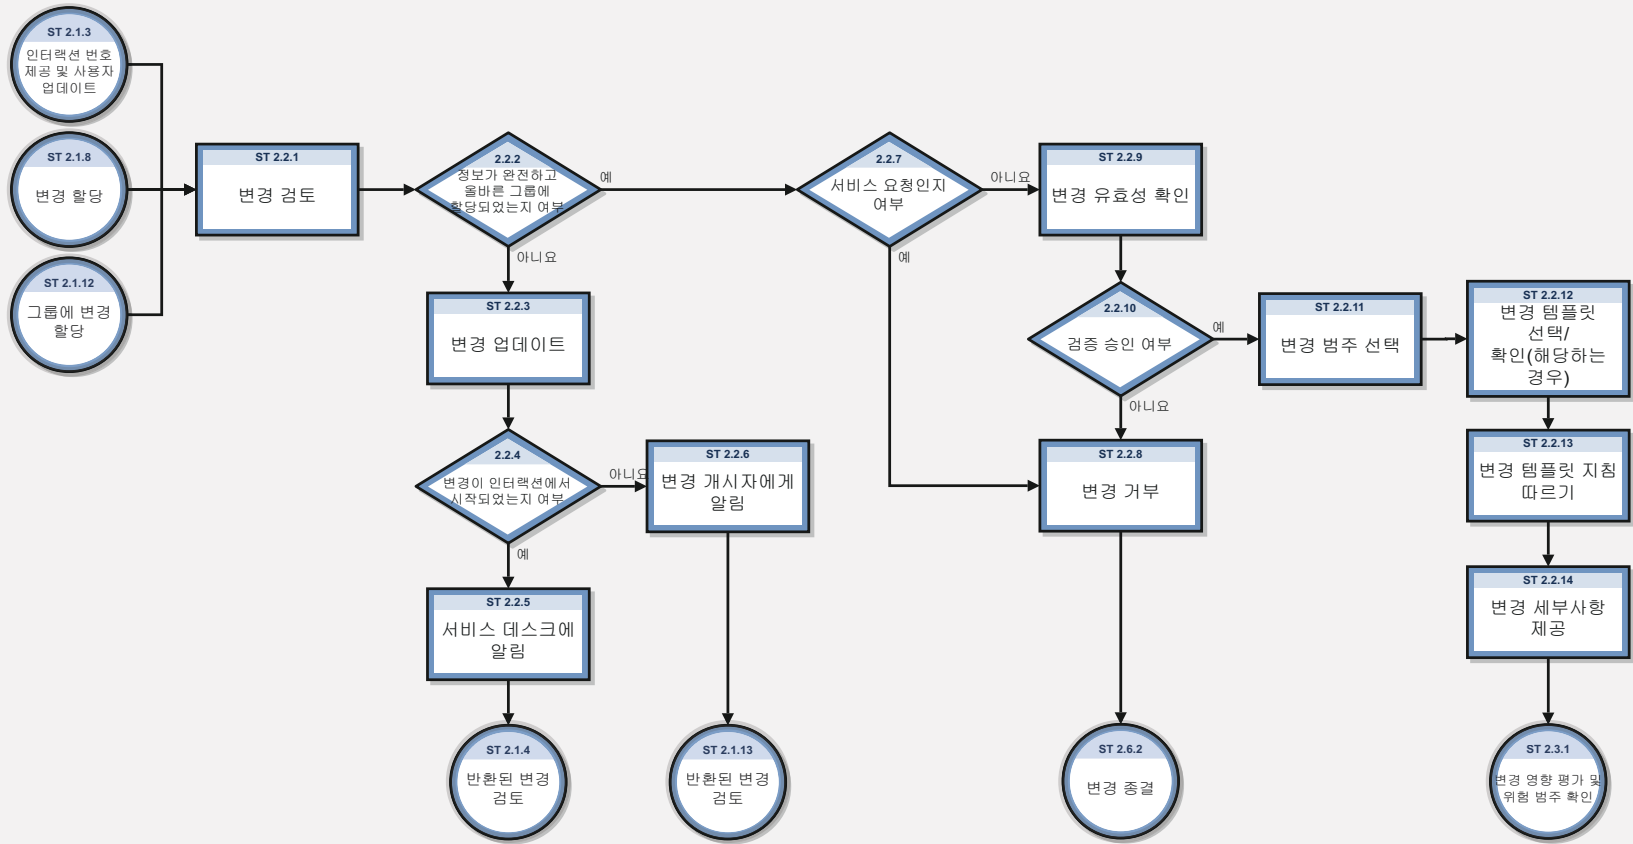 ST 2.1.3
인터랙션 번호
제공 및 사용자
업데이트
ST 2.1.8
변경 할당
ST 2.1.12
그룹에 변경
할당
ST 2.2.1
변경 검토
2.2.2
정보가 완전하고
올바른 그룹에
할당되었는지 여부
예
아니요
ST 2.2.3
변경 업데이트
2.2.4
변경이 인터랙션에서
시작되었는지 여부
아니요
예
ST 2.2.5
서비스 데스크에
알림
ST 2.1.4
반환된 변경
검토
ST 2.2.6
변경 개시자에게
알림
ST 2.1.13
반환된 변경
검토
2.2.7
서비스 요청인지
여부
아니요
예
ST 2.2.9
변경 유효성 확인
2.2.10
검증 승인 여부
예
아니요
ST 2.2.8
변경 거부
ST 2.6.2
변경 종결
ST 2.2.11
변경 범주 선택
ST 2.2.12
변경 템플릿
선택/
확인(해당하는
경우)
ST 2.2.13
변경 템플릿 지침
따르기
ST 2.2.14
변경 세부사항
제공
ST 2.3.1
변경 영향 평가 및
위험 범주 확인